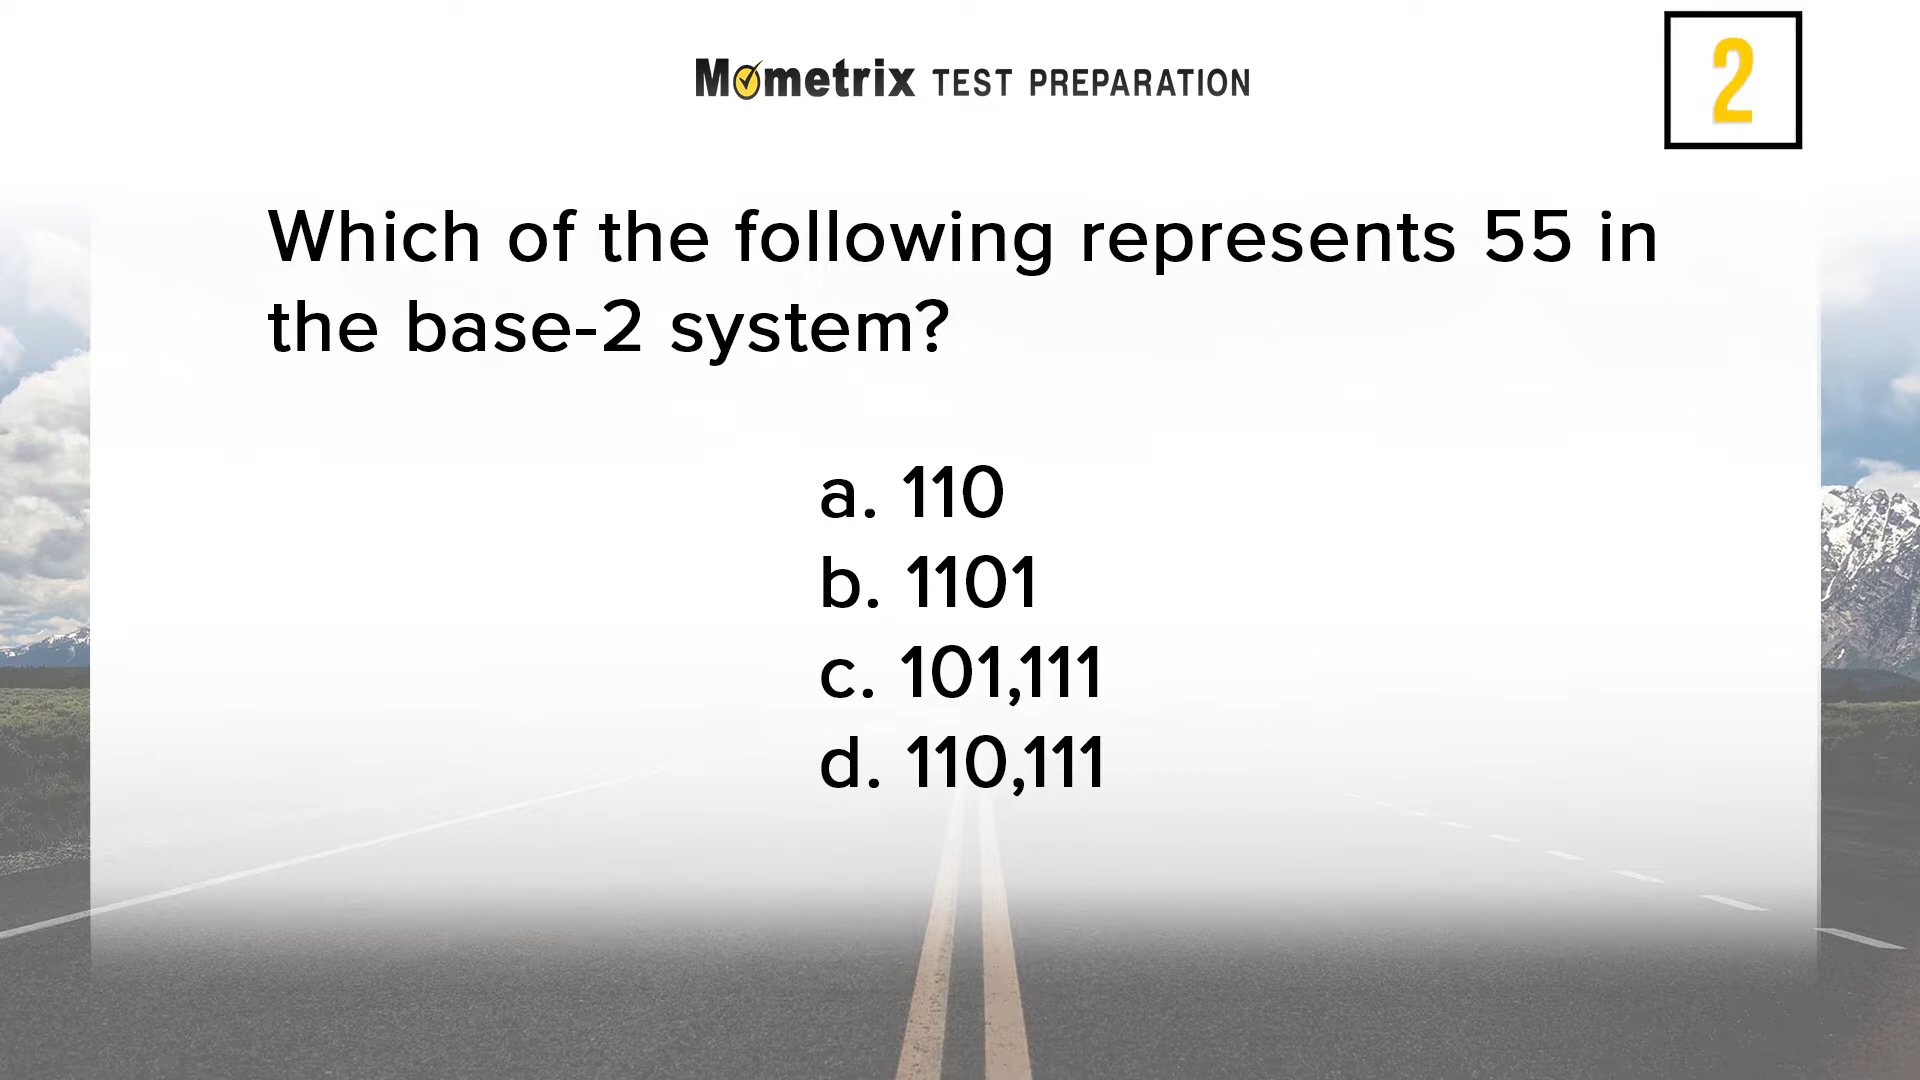 Mometrix TEST PREPARATION
2
Which of the following represents 55 in
the base-2 system?
a. 110
b. 1101
c. 101,111
d. 110,111